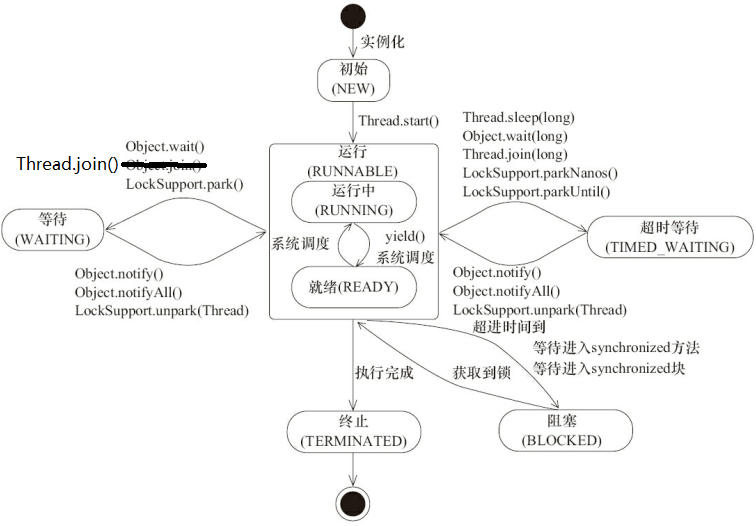 实例化
初始
(NEW)
Thread.start()
Object.wait()
Thread.join() Object.join()
LockSupport.park()
运行
(RUNNABLE)
运行中
(RUNNING)
系统调度
yield()
系统调度
就绪(READY)
Thread.sleep(long)
Object.wait(long)
Thread.join(long)
LockSupport.parkNanos()
LockSupport.parkUntil()
等待
(WAITING)
超时等待
(TIMED_WAITING)
Object.notify()
Object.notifyAll()
LockSupport.unpark(Thread)
Object.notify()
Object.notifyAll()
LockSupport.unpark(Thread)
超进时间到
等待进入synchronized方法
等待进入synchronized块
执行完成
获取到锁
终止
(TERMINATED)
阻塞
(BLOCKED)